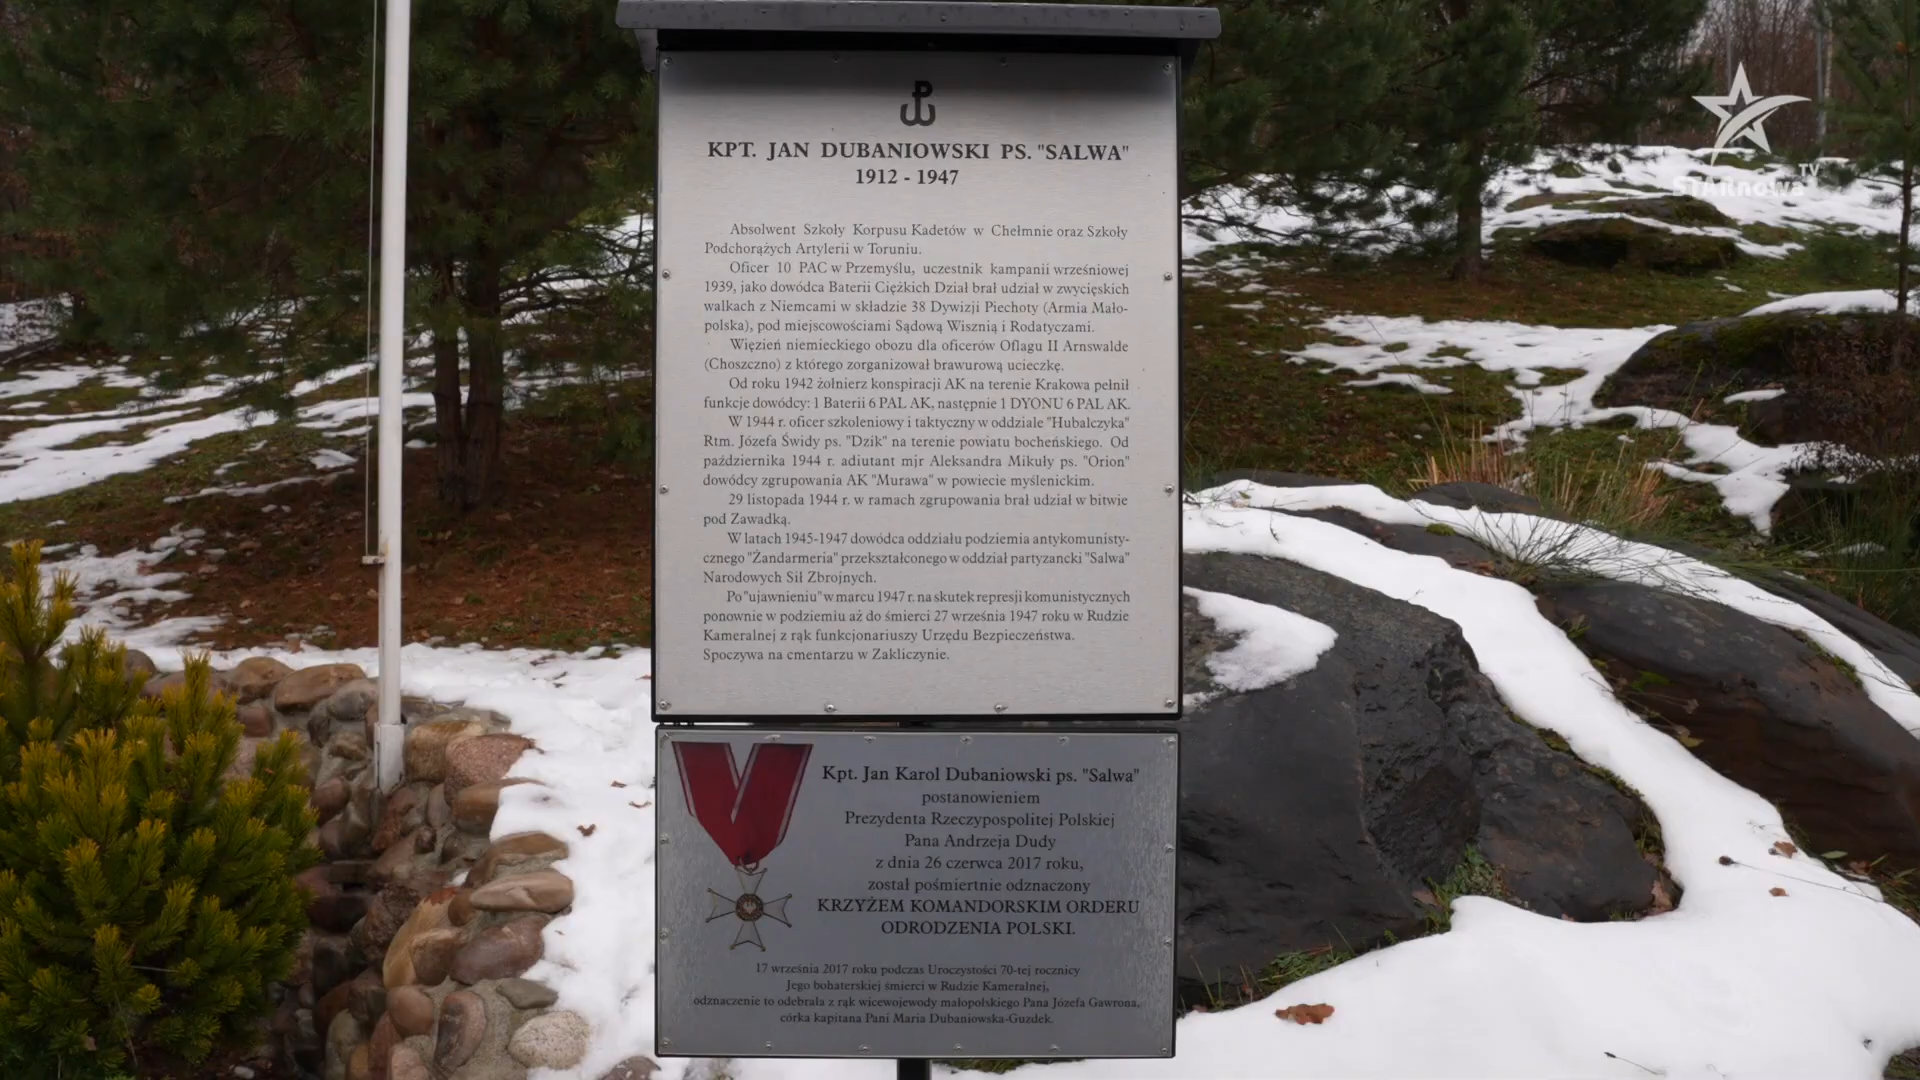 KPT. JAN DUBANIOWSKI PS. "SALWA"
1912 - 1947
Absolwent Szkoły Korpusu Kadetów w Chełmnie oraz Szkoły
Podchorążych Artylerii w Toruniu.
Oficer 10 PAC w Przemyślu, uczestnik kampanii wrześniowej
1939, jako dowódca Baterii Ciężkich Dział brał udział w zwycięskich
walkach z Niemcami w składzie 38 Dywizji Piechoty (Armia Mało-
polska), pod miejscowościami Sądową Wisznią i Rodatyczami.
Więzień niemieckiego obozu dla oficerów Oflagu II Arnswalde
(Choszczno) z którego zorganizował brawurową ucieczkę.
Od roku 1942 żołnierz konspiracji AK na terenie Krakowa pełnił
funkcje dowódcy: 1 Baterii 6 PAL AK, następnie 1 DYONU 6 PAL AK.
W 1944 r. oficer szkoleniowy i taktyczny w oddziale "Hubalczyka"
Rtm. Józefa Świdy ps. "Dzik" na terenie powiatu bocheńskiego. Od
października 1944 r. adiutant mjr Aleksandra Mikuły ps. "Orion"
dowódcy zgrupowania AK "Murawa" w powiecie myślenickim.
29 listopada 1944 r. w ramach zgrupowania brał udział w bitwie
pod Zawadką.
W latach 1945-1947 dowódca oddziału podziemia antykomunisty-
cznego "Żandarmeria" przekształconego w oddział partyzancki "Salwa"
Narodowych Sił Zbrojnych.
Po "ujawnieniu" w marcu 1947 r. na skutek represji komunistycznych
ponownie w podziemiu aż do śmierci 27 września 1947 roku w Rudzie
Kameralnej z rąk funkcjonariuszy Urzędu Bezpieczeństwa.
Spoczywa na cmentarzu w Zakliczynie.
Kpt. Jan Karol Dubaniowski ps. "Salwa"
postanowieniem
Prezydenta Rzeczypospolitej Polskiej
Pana Andrzeja Dudy
z dnia 26 czerwca 2017 roku,
został pośmiertnie odznaczony
KRZYŻEM KOMANDORSKIM ORDERU
ODRODZENIA POLSKI.
17 września 2017 roku podczas Uroczystości 70-tej rocznicy
Jego bohaterskiej śmierci w Rudzie Kameralnej,
odznaczenie to odebrała z rąk wicewojewody małopolskiego Pana Józefa Gawrona,
córka kapitana Pani Maria Dubaniowska-Guzdek.
STARnowa TV